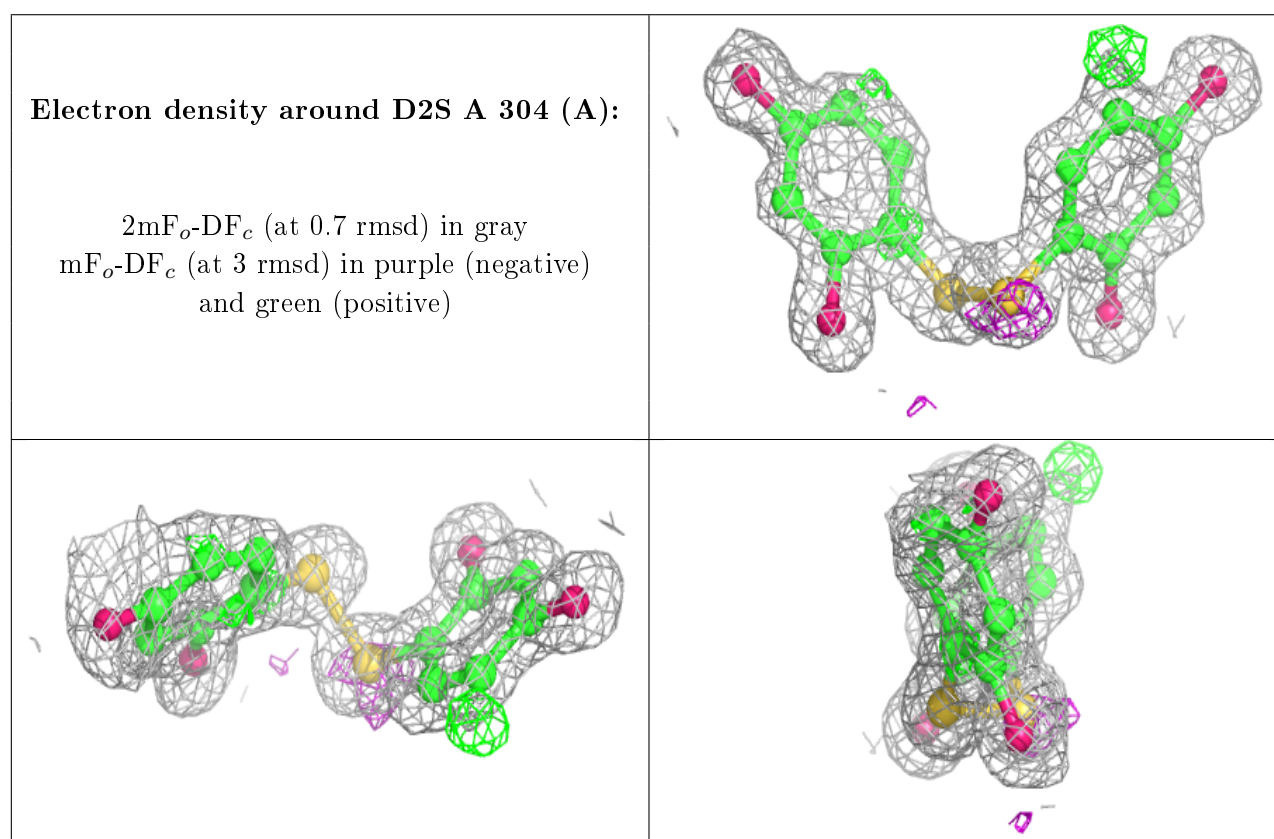 Electron density around D2S A 304 (A):
2mFo-DFc (at 0.7 rmsd) in gray
mFo-DFc (at 3 rmsd) in purple (negative)
and green (positive)